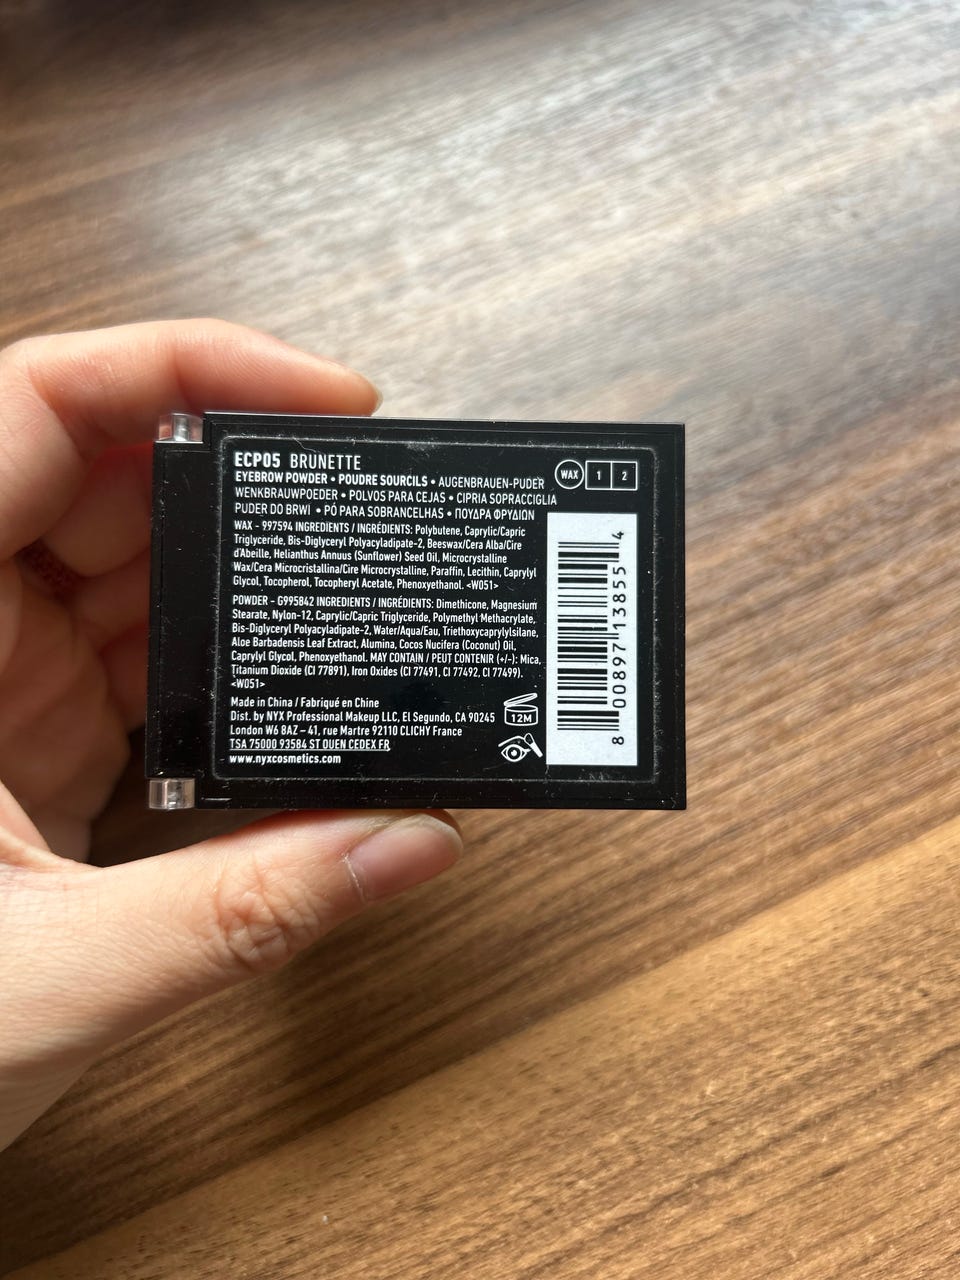 ECP05 BRUNETTE
EYEBROW POWDER • POUDRE SOURCILS • AUGENBRAUEN-PUDER
WENKBRAUWPOEDER • POLVOS PARA CEJAS • CIPRIA SOPRACCIGLIA
PUDER DO BRWI • PÓ PARA SOBRANCELHAS • ΠΟΥΔΡΑ ΦΡΥΔΙΩΝ
WAX 1 2
WAX - 997594 INGREDIENTS / INGRÉDIENTS: Polybutene, Caprylic/Capric
Triglyceride, Bis-Diglyceryl Polyacyladipate-2, Beeswax/Cera Alba/Cire
d'Abeille, Helianthus Annuus (Sunflower) Seed Oil, Microcrystalline
Wax/Cera Microcristallina/Cire Microcrystalline, Paraffin, Lecithin, Caprylyl
Glycol, Tocopherol, Tocopheryl Acetate, Phenoxyethanol. <W051>
POWDER - G995842 INGREDIENTS / INGRÉDIENTS: Dimethicone, Magnesium
Stearate, Nylon-12, Caprylic/Capric Triglyceride, Polymethyl Methacrylate,
Bis-Diglyceryl Polyacyladipate-2, Water/Aqua/Eau, Triethoxycaprylylsilane,
Aloe Barbadensis Leaf Extract, Alumina, Cocos Nucifera (Coconut) Oil,
Caprylyl Glycol, Phenoxyethanol. MAY CONTAIN / PEUT CONTENIR (+/-): Mica,
Titanium Dioxide (CI 77891), Iron Oxides (CI 77491, CI 77492, CI 77499).
<W051>
Made in China / Fabriqué en Chine
Dist. by NYX Professional Makeup LLC, El Segundo, CA 90245
London W6 8AZ – 41, rue Martre 92110 CLICHY France
TSA 75000 93584 ST OUEN CEDEX FR
www.nyxcosmetics.com
12M
8 00897 13855 4